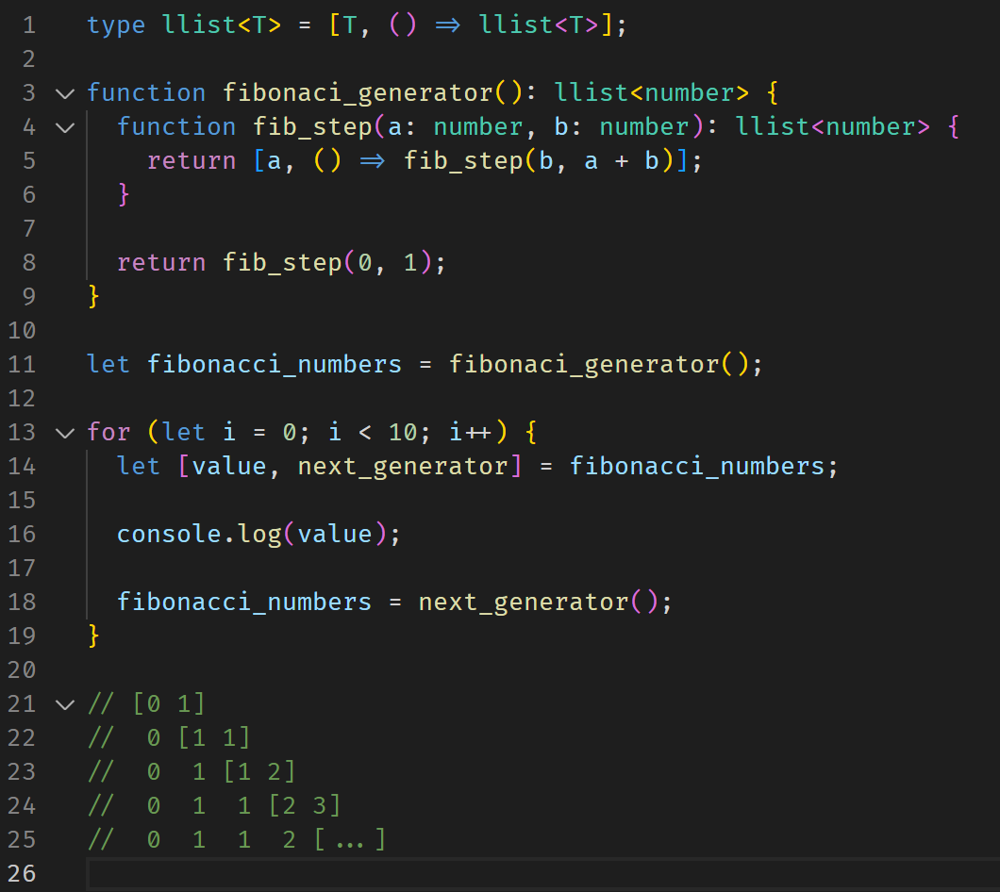 1 type llist<T> = [T, () => llist<T>];
2
3 function fibonaci_generator(): llist<number> {
4   function fib_step(a: number, b: number): llist<number> {
5     return [a, () => fib_step(b, a + b)];
6   }
7
8   return fib_step(0, 1);
9 }
10
11 let fibonacci_numbers = fibonaci_generator();
12
13 for (let i = 0; i < 10; i++) {
14   let [value, next_generator] = fibonacci_numbers;
15
16   console.log(value);
17
18   fibonacci_numbers = next_generator();
19 }
20
21 // [0 1]
22 //  0 [1 1]
23 //  0  1 [1 2]
24 //  0  1  1 [2 3]
25 //  0  1  1  2 [...]
26